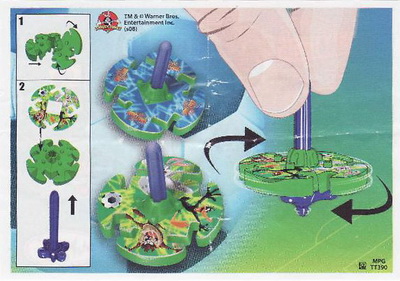 1
TM & © Warner Bros.
Entertainment Inc.
(s08)
2
MPG
TT390